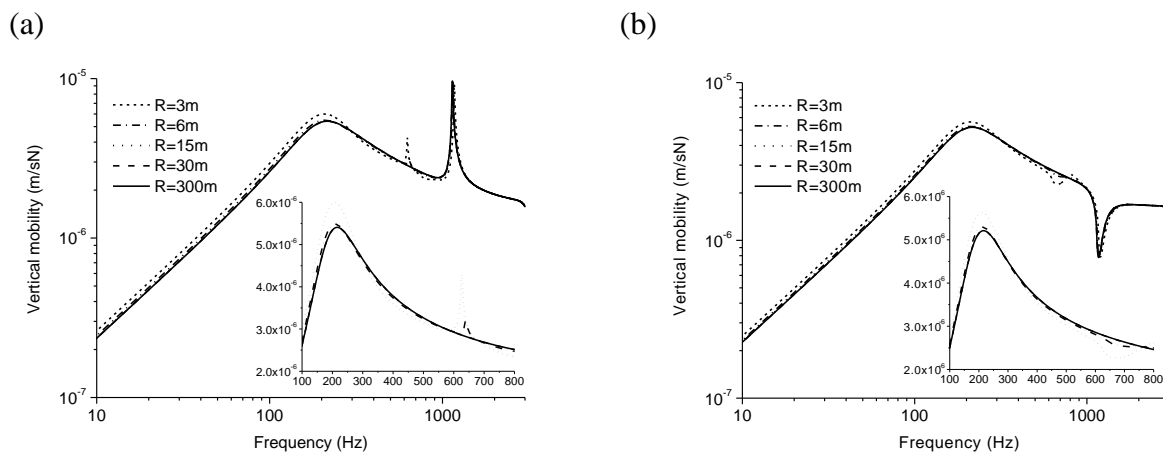 (a)
10⁻⁵
10⁻⁶
10⁻⁷
Vertical mobility (m/sN)
R=3m
R=6m
R=15m
R=30m
R=300m
6.0x10⁻⁶
5.0x10⁻⁶
4.0x10⁻⁶
3.0x10⁻⁶
2.0x10⁻⁶
100 200 300 400 500 600 700 800
10 100 1000
Frequency (Hz)
(b)
10⁻⁵
10⁻⁶
10⁻⁷
Vertical mobility (m/sN)
R=3m
R=6m
R=15m
R=30m
R=300m
6.0x10⁻⁶
5.0x10⁻⁶
4.0x10⁻⁶
3.0x10⁻⁶
2.0x10⁻⁶
100 200 300 400 500 600 700 800
10 100 1000
Frequency (Hz)